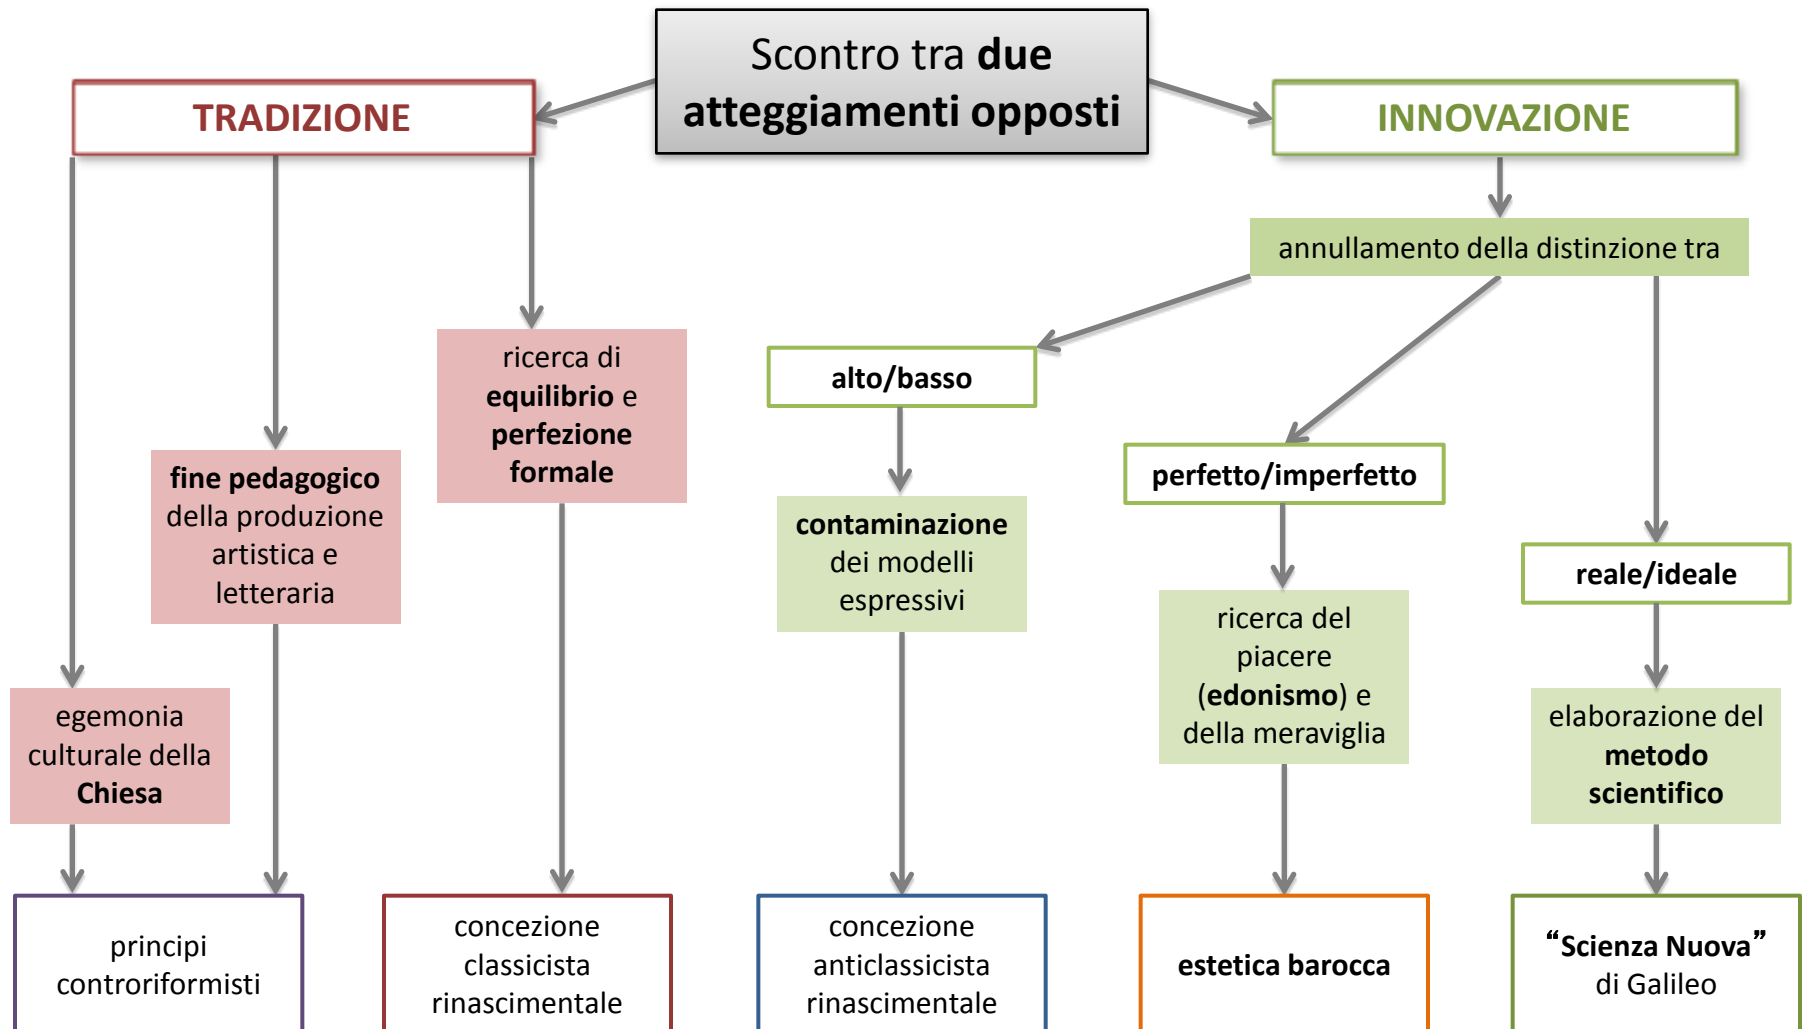 Scontro tra due
atteggiamenti opposti
TRADIZIONE
INNOVAZIONE
annullamento della distinzione tra
ricerca di
equilibrio e
perfezione
formale
alto/basso
fine pedagogico
della produzione
artistica e
letteraria
perfetto/imperfetto
contaminazione
dei modelli
espressivi
reale/ideale
ricerca del
piacere
(edonismo) e
della meraviglia
egemonia
culturale della
Chiesa
elaborazione del
metodo
scientifico
principi
controriformisti
concezione
classicista
rinascimentale
concezione
anticlassicista
rinascimentale
estetica barocca
“Scienza Nuova”
di Galileo